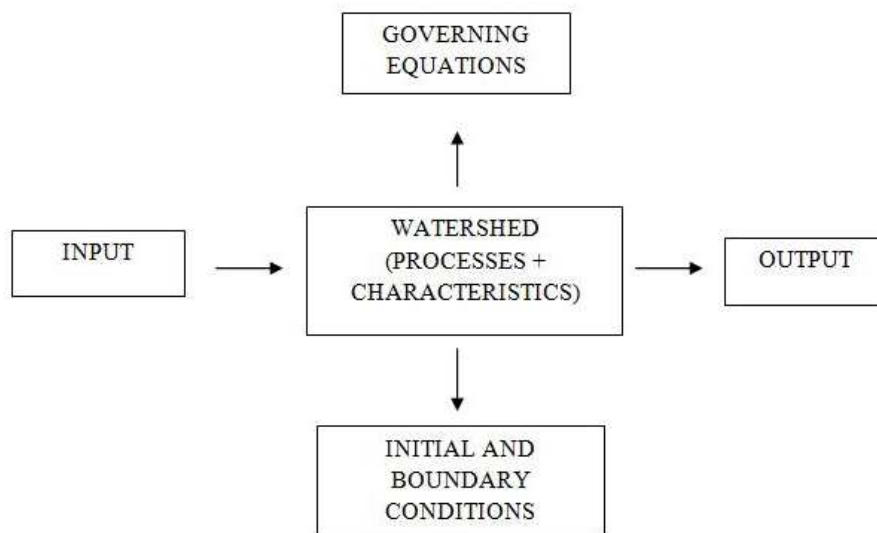 GOVERNING
EQUATIONS
INPUT
WATERSHED
(PROCESSES +
CHARACTERISTICS)
OUTPUT
INITIAL AND
BOUNDARY
CONDITIONS